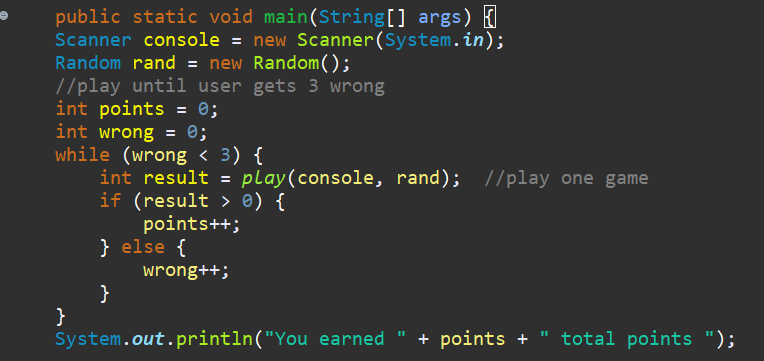 public static void main(String[] args) {
Scanner console = new Scanner(System.in);
Random rand = new Random();
//play until user gets 3 wrong
int points = 0;
int wrong = 0;
while (wrong < 3) {
    int result = play(console, rand);  //play one game
    if (result > 0) {
        points++;
    } else {
        wrong++;
    }
}
System.out.println("You earned " + points + " total points ");